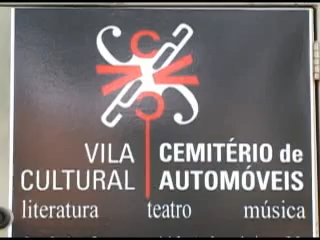 VILA CULTURAL
CEMITÉRIO de AUTOMÓVEIS
literatura teatro música